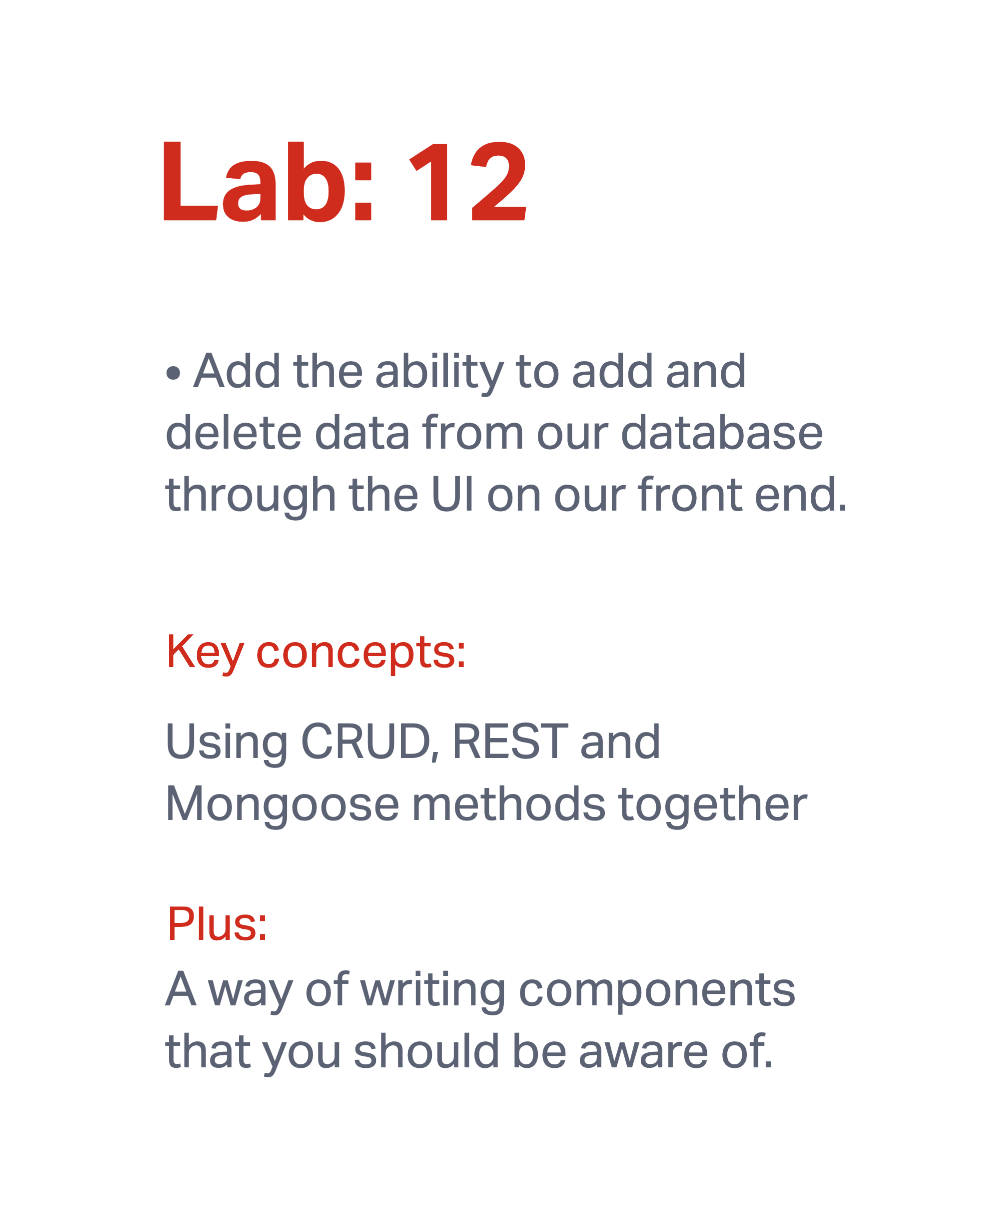 Lab: 12
• Add the ability to add and
delete data from our database
through the UI on our front end.
Key concepts:
Using CRUD, REST and
Mongoose methods together
Plus:
A way of writing components
that you should be aware of.